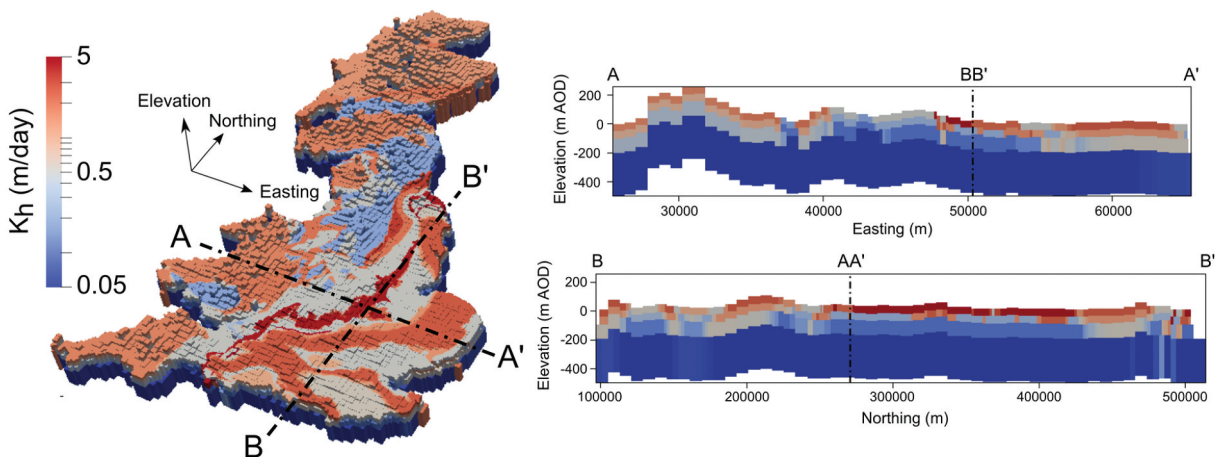 Kh (m/day)
5
0.5
0.05
Elevation
Northing
Easting
A
A'
B
B'
A
BB'
A'
Elevation (m AOD)
200
0
-200
-400
30000
40000
50000
60000
Easting (m)
B
AA'
B'
Elevation (m AOD)
200
0
-200
-400
100000
200000
300000
400000
500000
Northing (m)